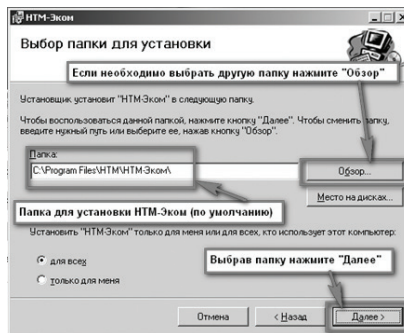 НТМ-Эком
Выбор папки для установки
Если необходимо выбрать другую папку нажмите "Обзор"
Установщик установит "НТМ-Эком" в следующую папку.
Чтобы воспользоваться данной папкой, нажмите кнопку "Далее". Чтобы сменить папку,
введите нужный путь или выберите ее, нажав кнопку "Обзор".
Папка:
C:\Program Files\НТМ\НТМ-Эком\
Обзор...
Место на дисках...
Папка для установки НТМ-Эком (по умолчанию)
Установить "НТМ-Эком" только для меня или для всех, кто использует этот компьютер:
для всех
Выбрав папку нажмите "Далее"
только для меня
Отмена
< Назад
Далее >